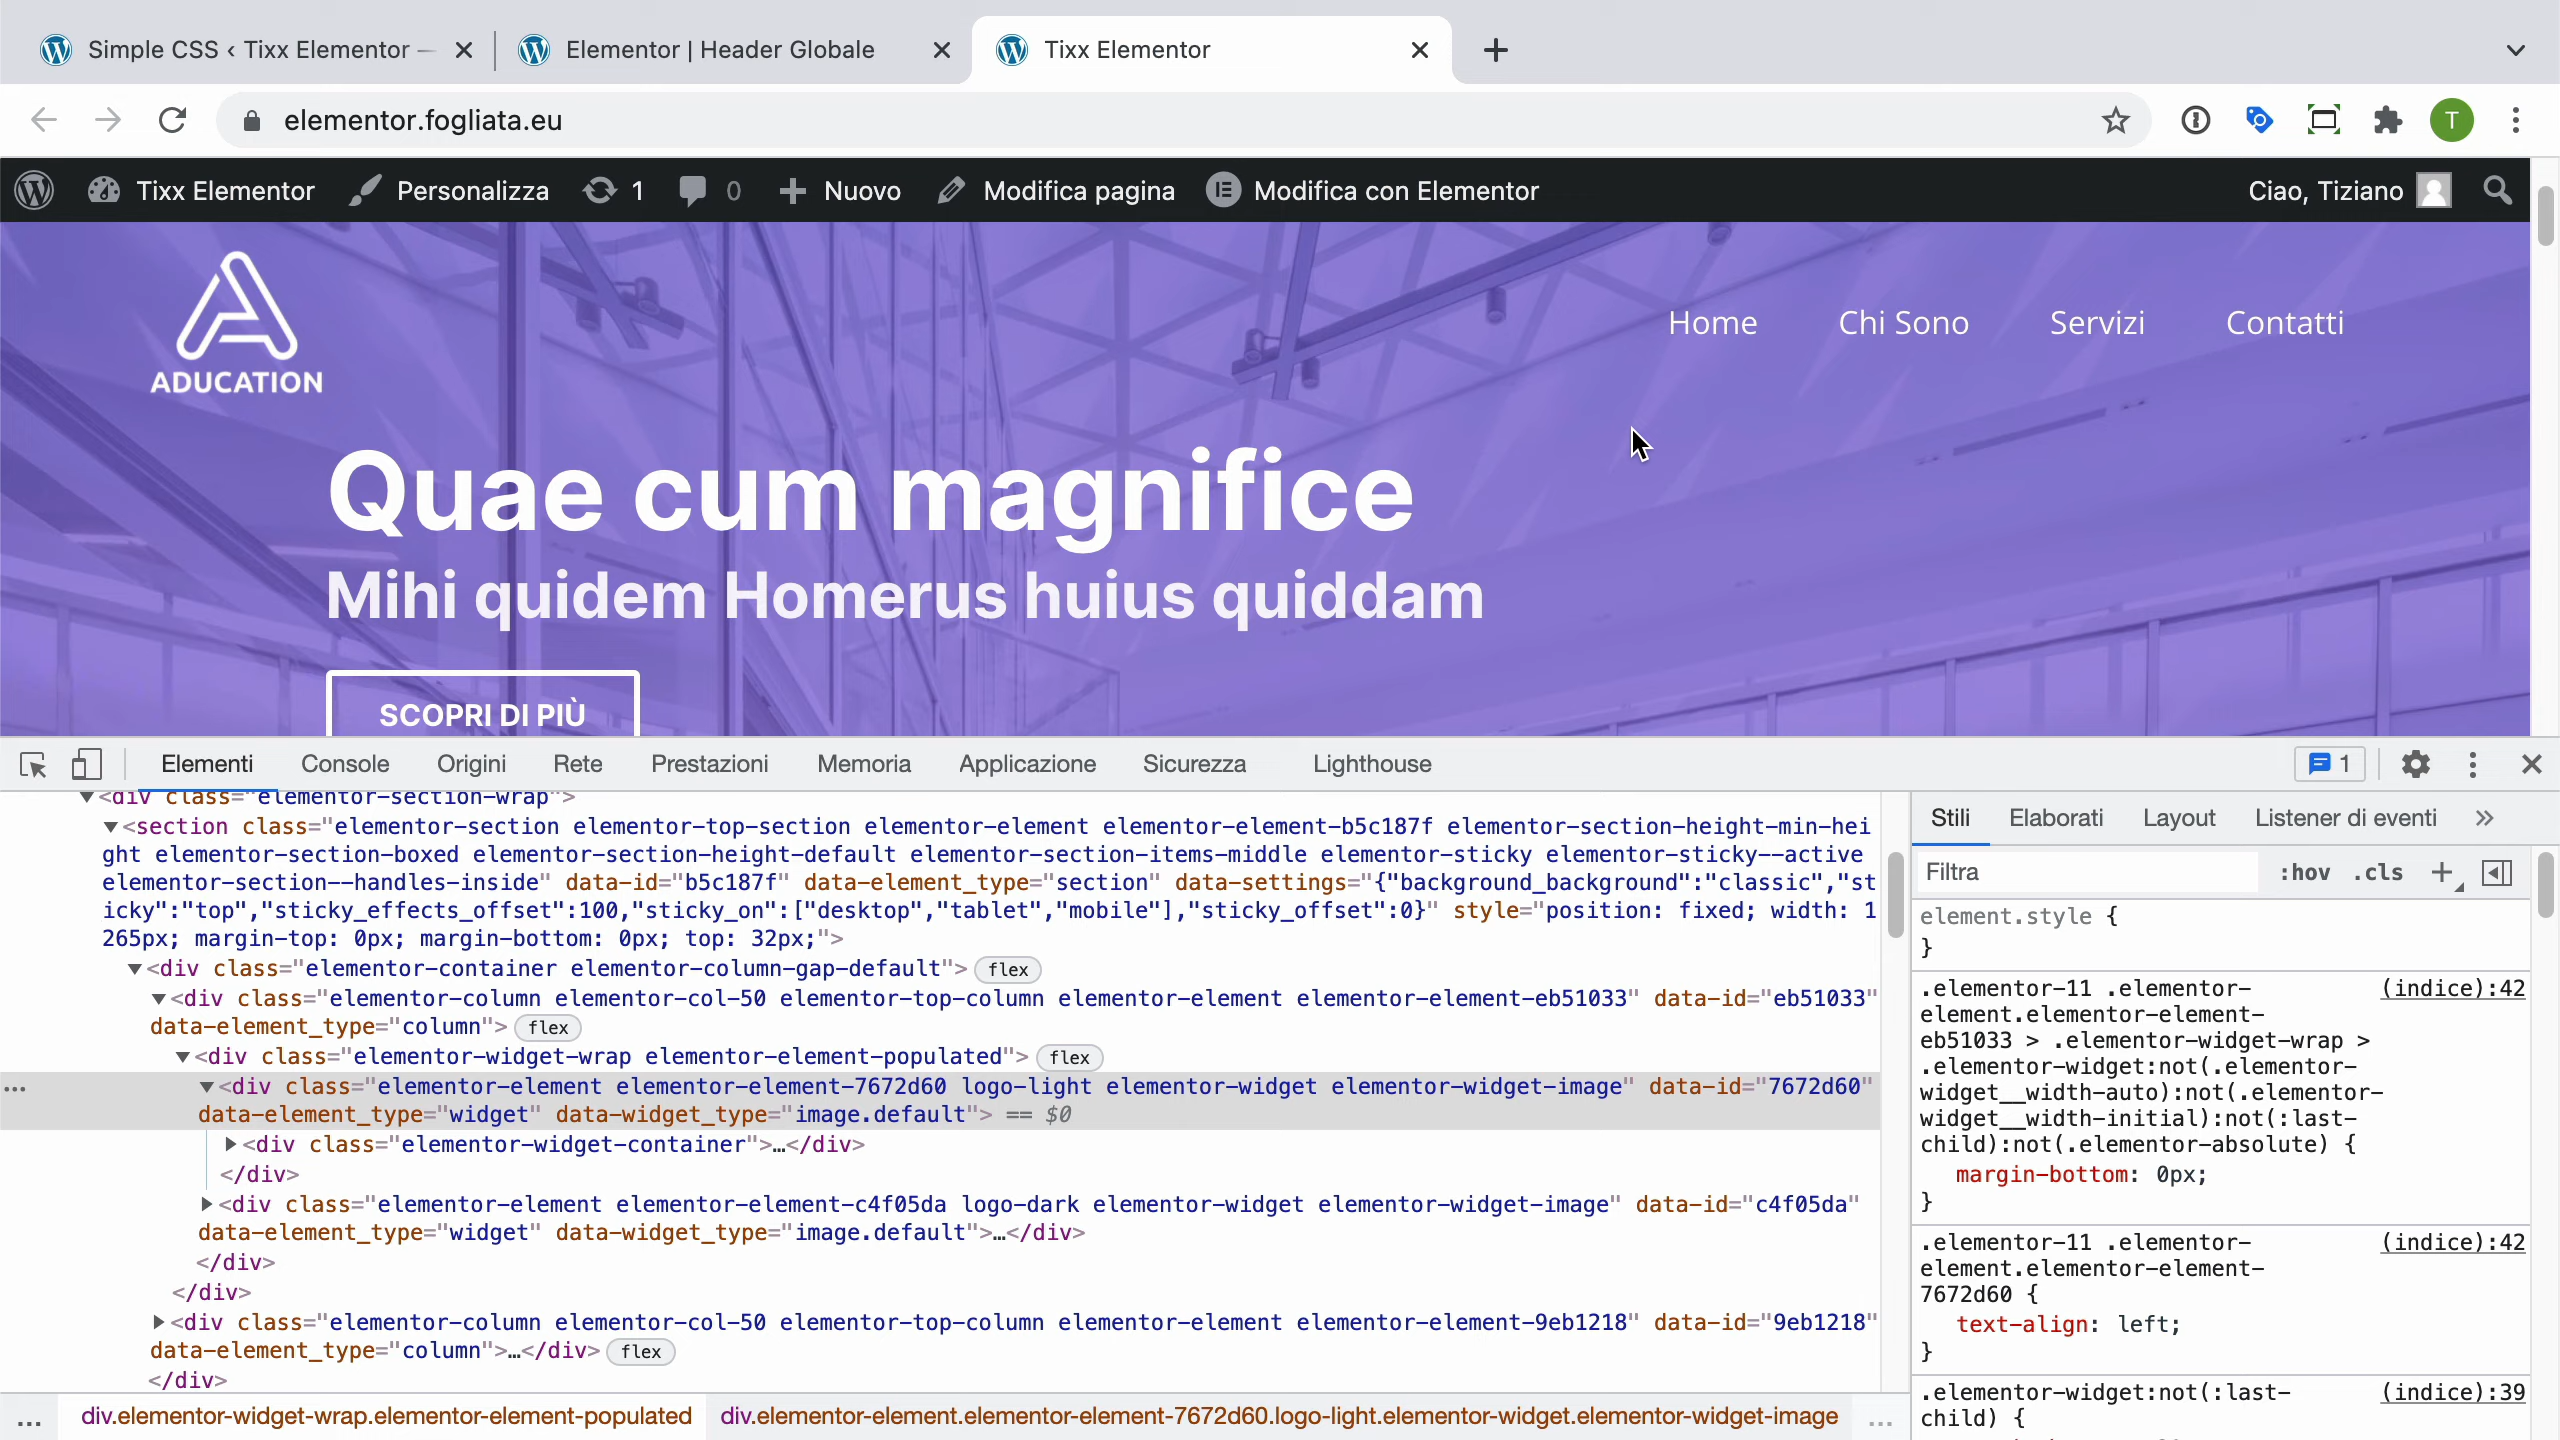 Simple CSS ‹ Tixx Elementor —
Elementor | Header Globale
Tixx Elementor
elementor.fogliata.eu
T
Tixx Elementor Personalizza 1 0 Nuovo Modifica pagina Modifica con Elementor Ciao, Tiziano
ADUCATION
Home Chi Sono Servizi Contatti
Quae cum magnifice
Mihi quidem Homerus huius quiddam
SCOPRI DI PIÙ
Elementi Console Origini Rete Prestazioni Memoria Applicazione Sicurezza Lighthouse 1
▼<div class="elementor-section-wrap">
▼<section class="elementor-section elementor-top-section elementor-element elementor-element-b5c187f elementor-section-height-min-hei
ght elementor-section-boxed elementor-section-height-default elementor-section-items-middle elementor-sticky elementor-sticky--active
elementor-section--handles-inside" data-id="b5c187f" data-element_type="section" data-settings="{"background_background":"classic","st
icky":"top","sticky_effects_offset":100,"sticky_on":["desktop","tablet","mobile"],"sticky_offset":0}" style="position: fixed; width: 1
265px; margin-top: 0px; margin-bottom: 0px; top: 32px;">
▼<div class="elementor-container elementor-column-gap-default"> flex
▼<div class="elementor-column elementor-col-50 elementor-top-column elementor-element elementor-element-eb51033" data-id="eb51033"
data-element_type="column"> flex
▼<div class="elementor-widget-wrap elementor-element-populated"> flex
… ▼<div class="elementor-element elementor-element-7672d60 logo-light elementor-widget elementor-widget-image" data-id="7672d60"
data-element_type="widget" data-widget_type="image.default"> == $0
▶<div class="elementor-widget-container">…</div>
</div>
▶<div class="elementor-element elementor-element-c4f05da logo-dark elementor-widget elementor-widget-image" data-id="c4f05da"
data-element_type="widget" data-widget_type="image.default">…</div>
</div>
</div>
▶<div class="elementor-column elementor-col-50 elementor-top-column elementor-element elementor-element-9eb1218" data-id="9eb1218"
data-element_type="column">…</div> flex
</div>
… div.elementor-widget-wrap.elementor-element-populated div.elementor-element.elementor-element-7672d60.logo-light.elementor-widget.elementor-widget-image …
Stili Elaborati Layout Listener di eventi »
Filtra :hov .cls +
element.style {
}
.elementor-11 .elementor- (indice):42
element.elementor-element-
eb51033 > .elementor-widget-wrap >
.elementor-widget:not(.elementor-
widget__width-auto):not(.elementor-
widget__width-initial):not(:last-
child):not(.elementor-absolute) {
margin-bottom: 0px;
}
.elementor-11 .elementor- (indice):42
element.elementor-element-
7672d60 {
text-align: left;
}
.elementor-widget:not(:last- (indice):39
child) {